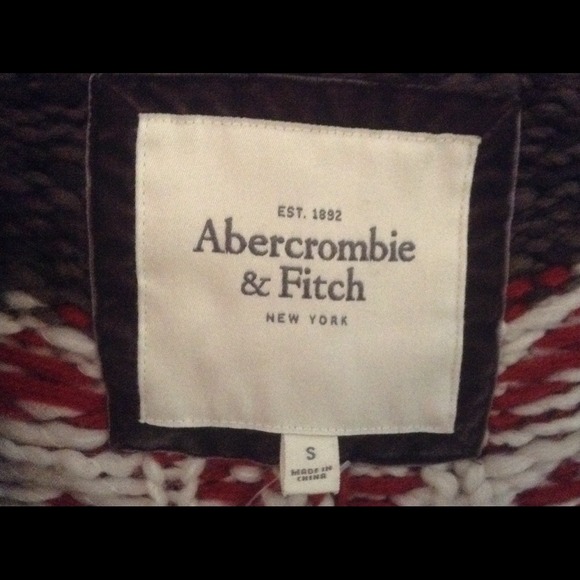 EST. 1892
Abercrombie
& Fitch
NEW YORK
S
MADE IN
CHINA